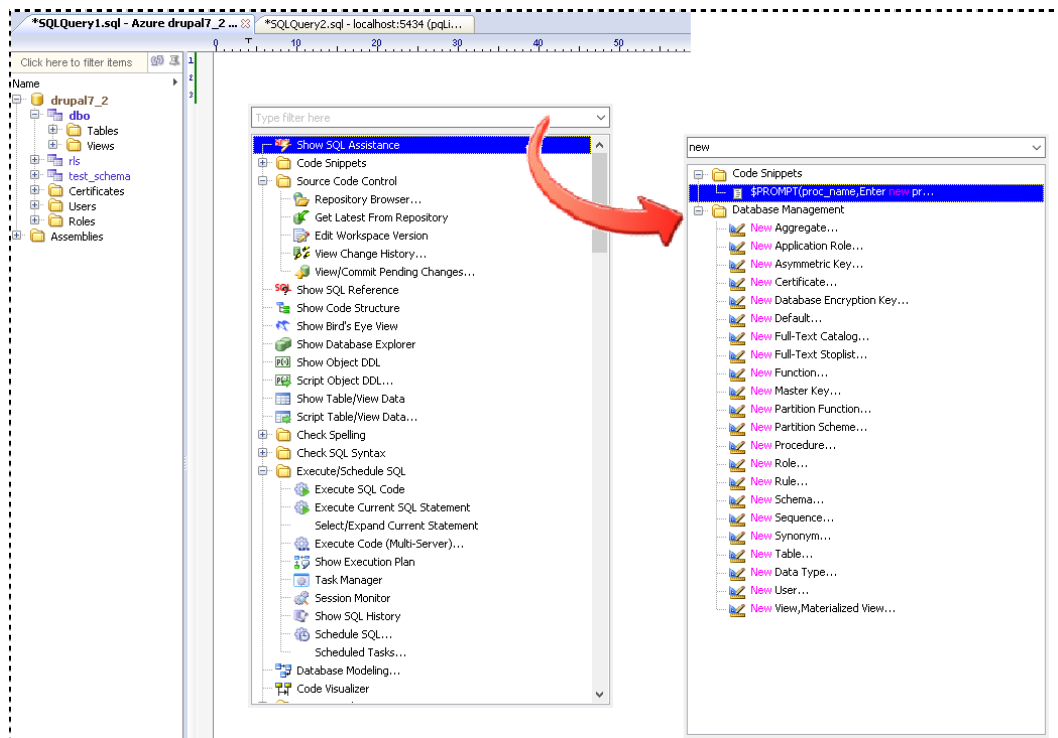 *SQLQuery1.sql - Azure drupal7_2 ...
*SQLQuery2.sql - localhost:5434 (pqLi...
0 10 20 30 40 50
Click here to filter items
Name
drupal7_2
dbo
Tables
Views
rls
test_schema
Certificates
Users
Roles
Assemblies
1
2
3
Type filter here
Show SQL Assistance
Code Snippets
Source Code Control
Repository Browser...
Get Latest From Repository
Edit Workspace Version
View Change History...
View/Commit Pending Changes...
Show SQL Reference
Show Code Structure
Show Bird's Eye View
Show Database Explorer
Show Object DDL
Script Object DDL...
Show Table/View Data
Script Table/View Data...
Check Spelling
Check SQL Syntax
Execute/Schedule SQL
Execute SQL Code
Execute Current SQL Statement
Select/Expand Current Statement
Execute Code (Multi-Server)...
Show Execution Plan
Task Manager
Session Monitor
Show SQL History
Schedule SQL...
Scheduled Tasks...
Database Modeling...
Code Visualizer
new
Code Snippets
$PROMPT(proc_name,Enter new pr...
Database Management
New Aggregate...
New Application Role...
New Asymmetric Key...
New Certificate...
New Database Encryption Key...
New Default...
New Full-Text Catalog...
New Full-Text Stoplist...
New Function...
New Master Key...
New Partition Function...
New Partition Scheme...
New Procedure...
New Role...
New Rule...
New Schema...
New Sequence...
New Synonym...
New Table...
New Data Type...
New User...
New View,Materialized View...